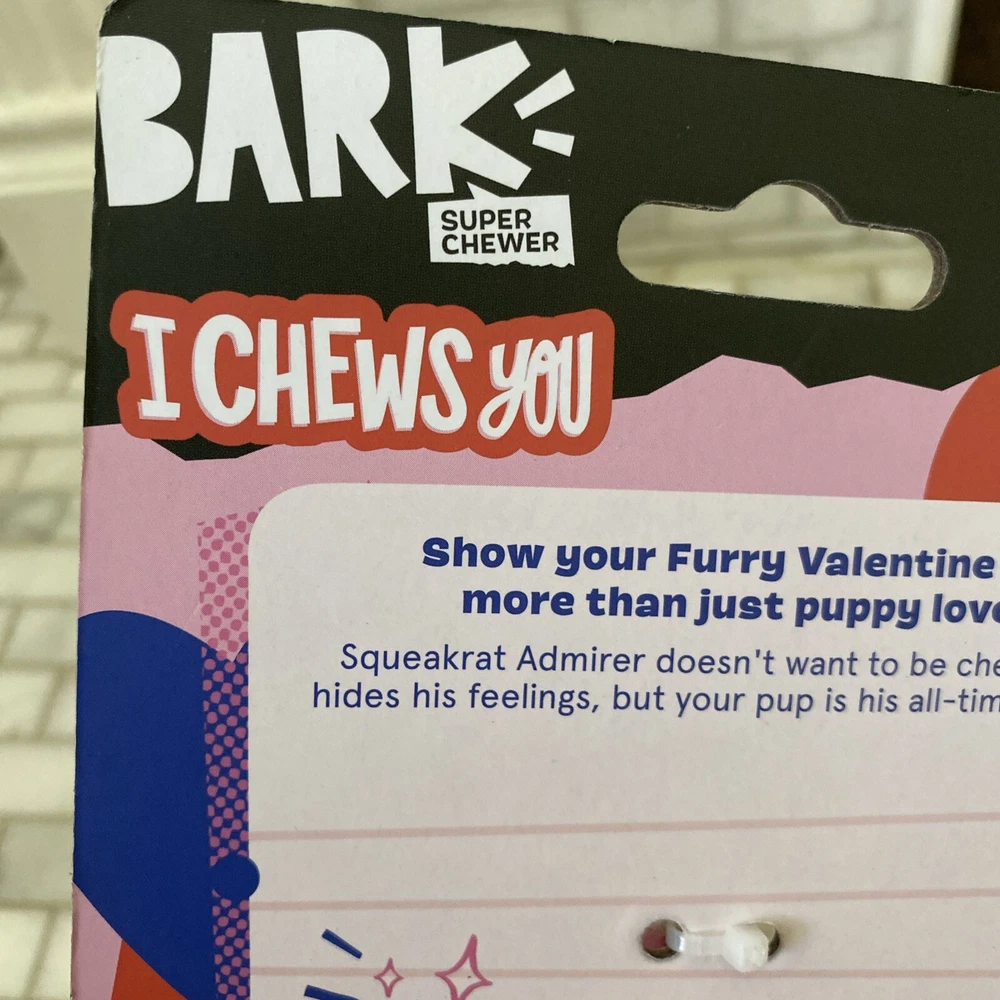 BARK
SUPER
CHEWER
I CHEWS YOU
Show your Furry Valentine
more than just puppy love
Squeakrat Admirer doesn't want to be
hides his feelings, but your pup is his